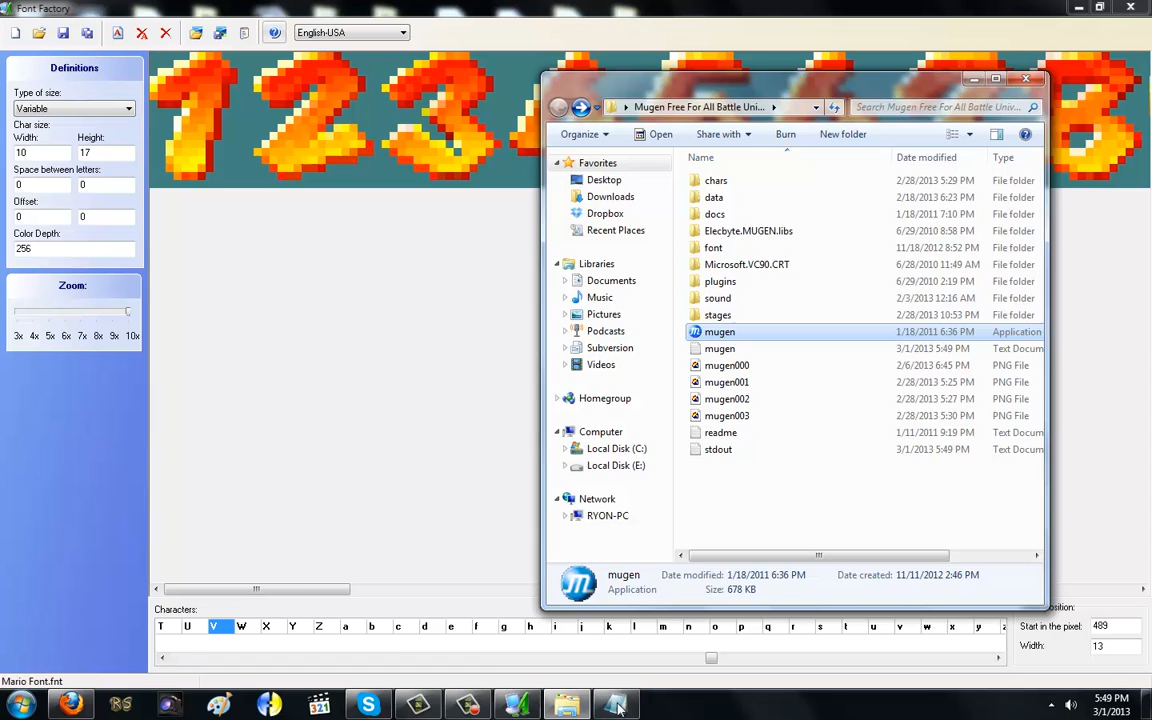 Font Factory
English-USA
Definitions
Type of size:
Variable
Char size:
Width: Height:
10 17
Space between letters:
0 0
Offset:
0 0
Color Depth:
256
Zoom:
3x 4x 5x 6x 7x 8x 9x 10x
1 2 3
8
Mugen Free For All Battle Uni...
Search Mugen Free For All Battle Univ...
Organize Open Share with Burn New folder
Favorites
Desktop
Downloads
Dropbox
Recent Places
Libraries
Documents
Music
Pictures
Podcasts
Subversion
Videos
Homegroup
Computer
Local Disk (C:)
Local Disk (E:)
Network
RYON-PC
Name Date modified Type
chars 2/28/2013 5:29 PM File folder
data 2/18/2013 6:23 PM File folder
docs 1/18/2011 7:10 PM File folder
Elecbyte.MUGEN.libs 6/29/2010 8:58 PM File folder
font 11/18/2012 8:52 PM File folder
Microsoft.VC90.CRT 6/28/2010 11:49 AM File folder
plugins 6/29/2010 2:19 PM File folder
sound 2/3/2013 12:16 AM File folder
stages 2/28/2013 10:53 PM File folder
mugen 1/18/2011 6:36 PM Application
mugen 3/1/2013 5:49 PM Text Docum
mugen000 2/6/2013 6:45 PM PNG File
mugen001 2/28/2013 5:25 PM PNG File
mugen002 2/28/2013 5:27 PM PNG File
mugen003 2/28/2013 5:30 PM PNG File
readme 1/11/2011 9:19 PM Text Docum
stdout 3/1/2013 5:49 PM Text Docum
mugen Date modified: 1/18/2011 6:36 PM Date created: 11/11/2012 2:46 PM
Application Size: 678 KB
Characters:
T U V W X Y Z a b c d e f g h i j k l m n o p q r s t u v w x y z
osition:
Start in the pixel: 489
Width: 13
Mario Font.fnt
RS
321
5:49 PM
3/1/2013